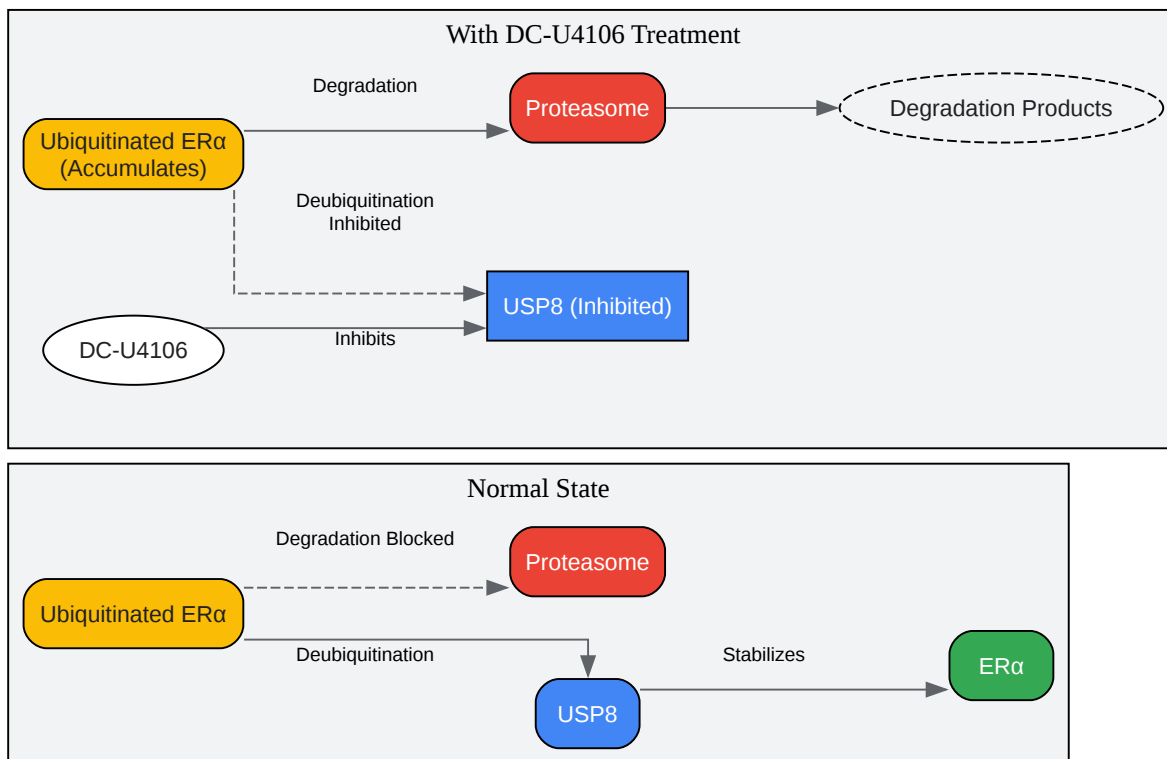 With DC-U4106 Treatment
Degradation
Proteasome
Degradation Products
Ubiquitinated ERα
(Accumulates)
Deubiquitination
Inhibited
USP8 (Inhibited)
Inhibits
DC-U4106
Normal State
Degradation Blocked
Proteasome
Ubiquitinated ERα
Deubiquitination
Stabilizes
ERα
USP8